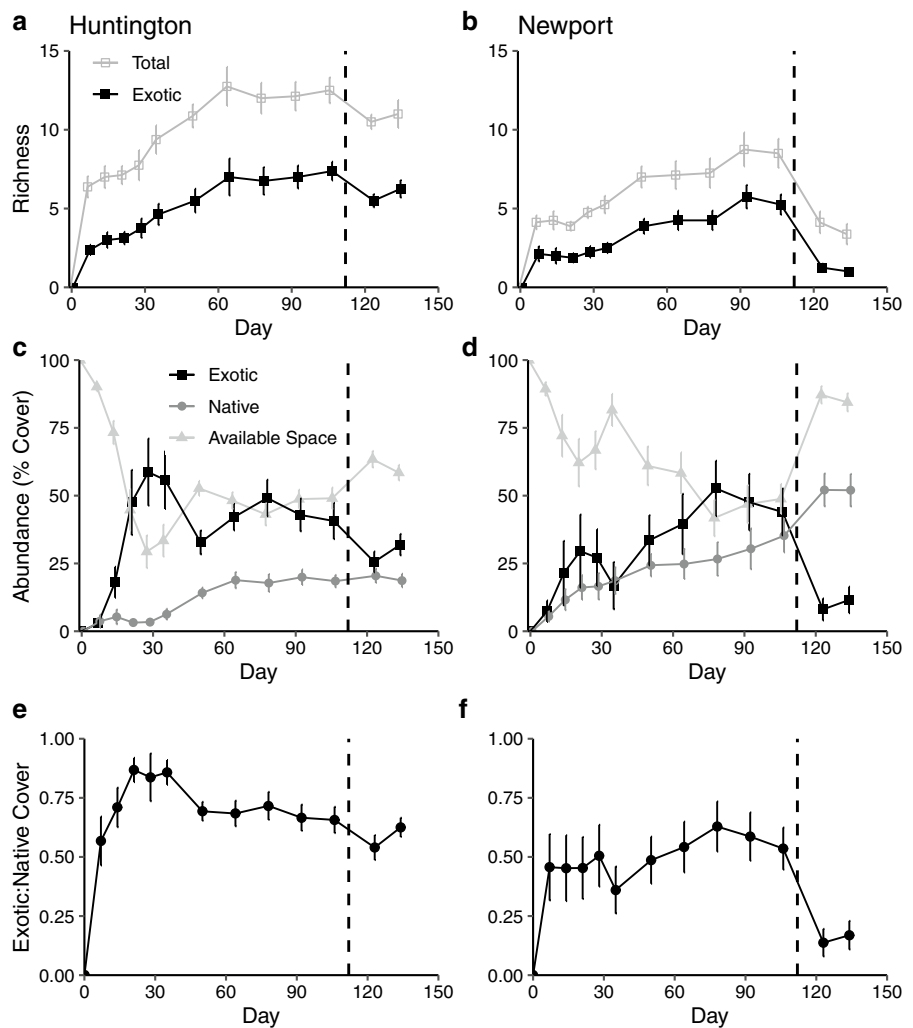 a Huntington
15
10
5
0
Richness
Total
Exotic
0 30 60 90 120 150
Day
b Newport
15
10
5
0
0 30 60 90 120 150
Day
c
100
75
50
25
0
Abundance (% Cover)
Exotic
Native
Available Space
0 30 60 90 120 150
Day
d
100
75
50
25
0
0 30 60 90 120 150
Day
e
1.00
0.75
0.50
0.25
0.00
Exotic:Native Cover
0 30 60 90 120 150
Day
f
1.00
0.75
0.50
0.25
0.00
0 30 60 90 120 150
Day